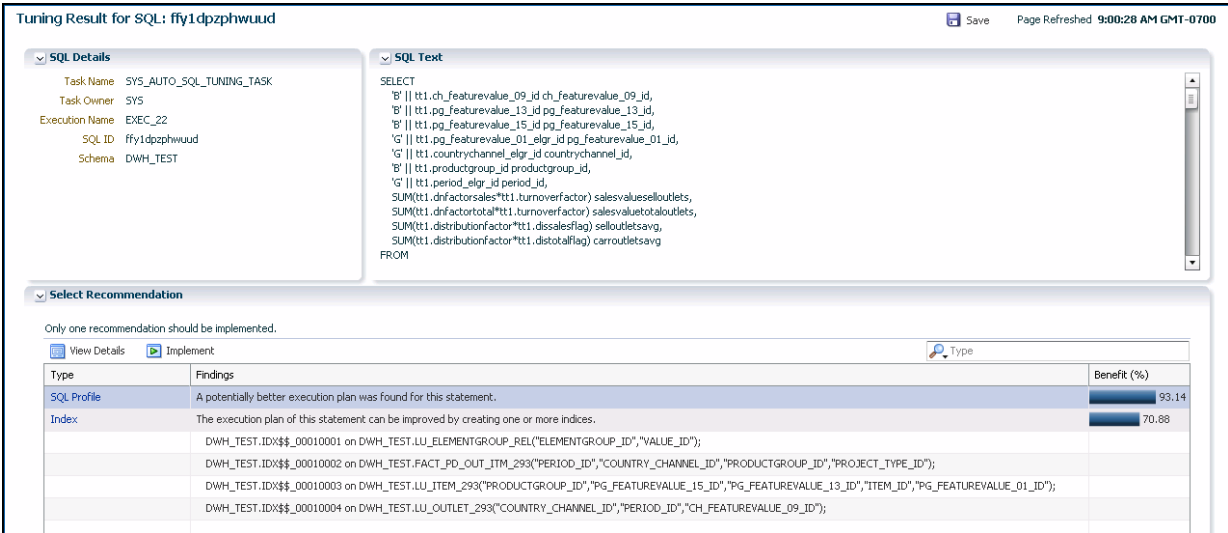 Tuning Result for SQL: ffy1dpzphwuud
Save Page Refreshed 9:00:28 AM GMT-0700
SQL Details
Task Name SYS_AUTO_SQL_TUNING_TASK
Task Owner SYS
Execution Name EXEC_22
SQL ID ffy1dpzphwuud
Schema DWH_TEST
SQL Text
SELECT
'B' || tt1.ch_featurevalue_09_id ch_featurevalue_09_id,
'B' || tt1.pg_featurevalue_13_id pg_featurevalue_13_id,
'B' || tt1.pg_featurevalue_15_id pg_featurevalue_15_id,
'G' || tt1.pg_featurevalue_01_elgr_id pg_featurevalue_01_id,
'G' || tt1.countrychannel_elgr_id countrychannel_id,
'B' || tt1.productgroup_id productgroup_id,
'G' || tt1.period_elgr_id period_id,
SUM(tt1.dnfactorsales*tt1.turnoverfactor) salesvalueselloutlets,
SUM(tt1.dnfactortotal*tt1.turnoverfactor) salesvaluetotaloutlets,
SUM(tt1.distributionfactor*tt1.dissalesflag) selloutletsavg,
SUM(tt1.distributionfactor*tt1.distotalflag) carroutletsavg
FROM
Select Recommendation
Only one recommendation should be implemented.
View Details Implement Type
Type Findings Benefit (%)
SQL Profile A potentially better execution plan was found for this statement. 93.14
Index The execution plan of this statement can be improved by creating one or more indices. 70.88
DWH_TEST.IDX$$_00010001 on DWH_TEST.LU_ELEMENTGROUP_REL("ELEMENTGROUP_ID","VALUE_ID");
DWH_TEST.IDX$$_00010002 on DWH_TEST.FACT_PD_OUT_ITM_293("PERIOD_ID","COUNTRY_CHANNEL_ID","PRODUCTGROUP_ID","PROJECT_TYPE_ID");
DWH_TEST.IDX$$_00010003 on DWH_TEST.LU_ITEM_293("PRODUCTGROUP_ID","PG_FEATUREVALUE_15_ID","PG_FEATUREVALUE_13_ID","ITEM_ID","PG_FEATUREVALUE_01_ID");
DWH_TEST.IDX$$_00010004 on DWH_TEST.LU_OUTLET_293("COUNTRY_CHANNEL_ID","PERIOD_ID","CH_FEATUREVALUE_09_ID");